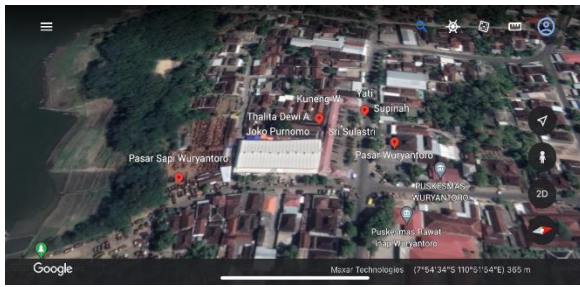 Kuneng W
Yati
Thalita Dewi A
Supinah
Joko Purnomo
Sri Sulastri
Pasar Sapi Wuryantoro
Pasar Wuryantoro
PUSKESMAS
WURYANTORO
2D
Puskesmas Rawat
Inap Wuryantoro
Google
Maxar Technologies (7°54'34"S 110°51'54"E) 365 m